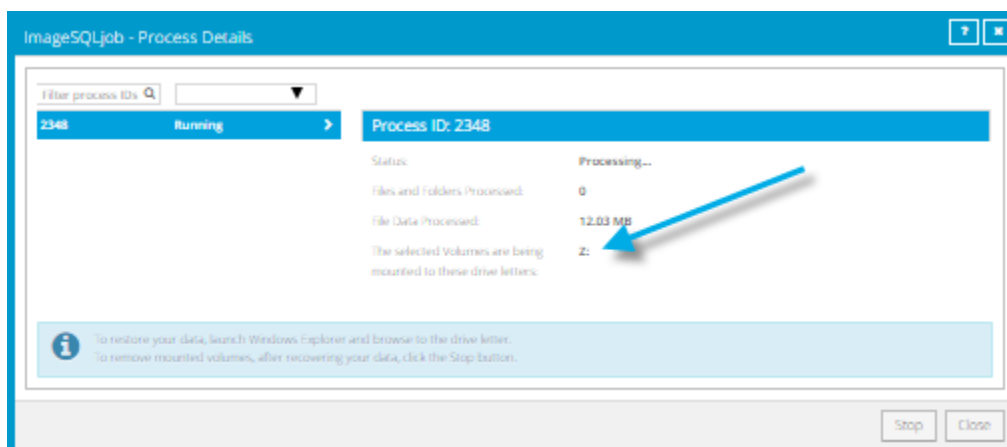 ImageSQLjob - Process Details
?
Filter process IDs
2348 Running
Process ID: 2348
Status: Processing...
Files and Folders Processed: 0
File Data Processed: 12.03 MB
The selected Volumes are being Z:
mounted to these drive letters:
To restore your data, launch Windows Explorer and browse to the drive letter.
To remove mounted volumes, after recovering your data, click the Stop button.
Stop Close